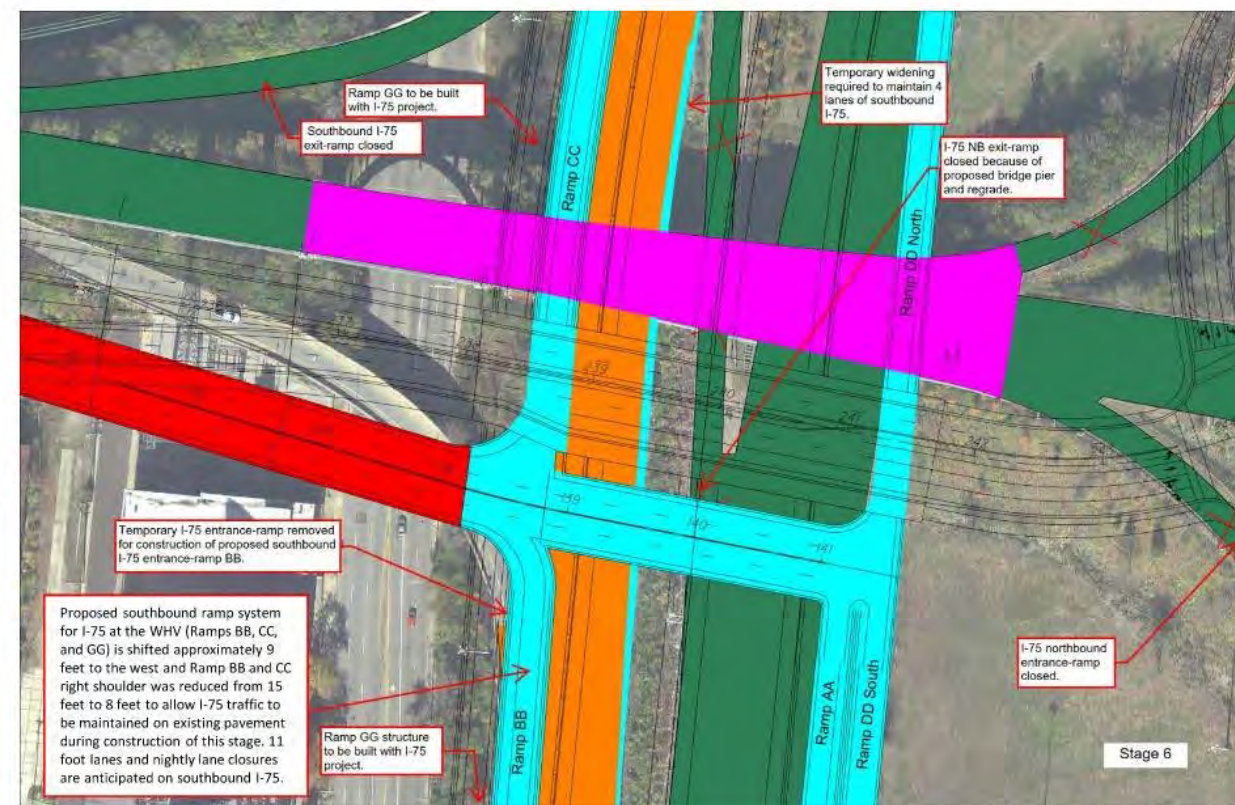 Ramp GG to be built
with I-75 project.
Southbound I-75
exit-ramp closed
Temporary widening
required to maintain 4
lanes of southbound
I-75.
I-75 NB exit-ramp
closed because of
proposed bridge pier
and regrade.
Ramp CC
Ramp DD North
239
240
241
242
139
140
141
Temporary I-75 entrance-ramp removed
for construction of proposed southbound
I-75 entrance-ramp BB.
Proposed southbound ramp system
for I-75 at the WHV (Ramps BB, CC,
and GG) is shifted approximately 9
feet to the west and Ramp BB and CC
right shoulder was reduced from 15
feet to 8 feet to allow I-75 traffic to
be maintained on existing pavement
during construction of this stage. 11
foot lanes and nightly lane closures
are anticipated on southbound I-75.
Ramp GG structure
to be built with I-75
project.
Ramp BB
Ramp AA
Ramp DD South
I-75 northbound
entrance-ramp
closed.
Stage 6